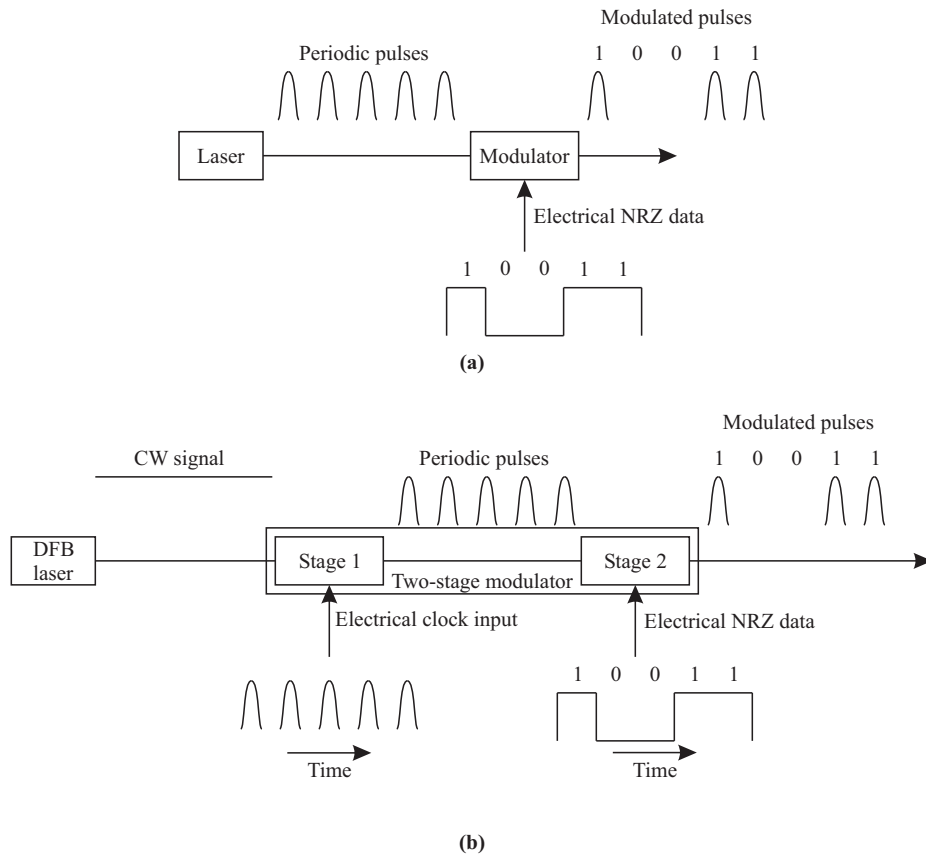 Modulated pulses
Periodic pulses
1 0 0 1 1
Laser
Modulator
Electrical NRZ data
1 0 0 1 1
(a)
Modulated pulses
CW signal
Periodic pulses
1 0 0 1 1
DFB
laser
Stage 1
Stage 2
Two-stage modulator
Electrical clock input
Electrical NRZ data
1 0 0 1 1
Time
Time
(b)